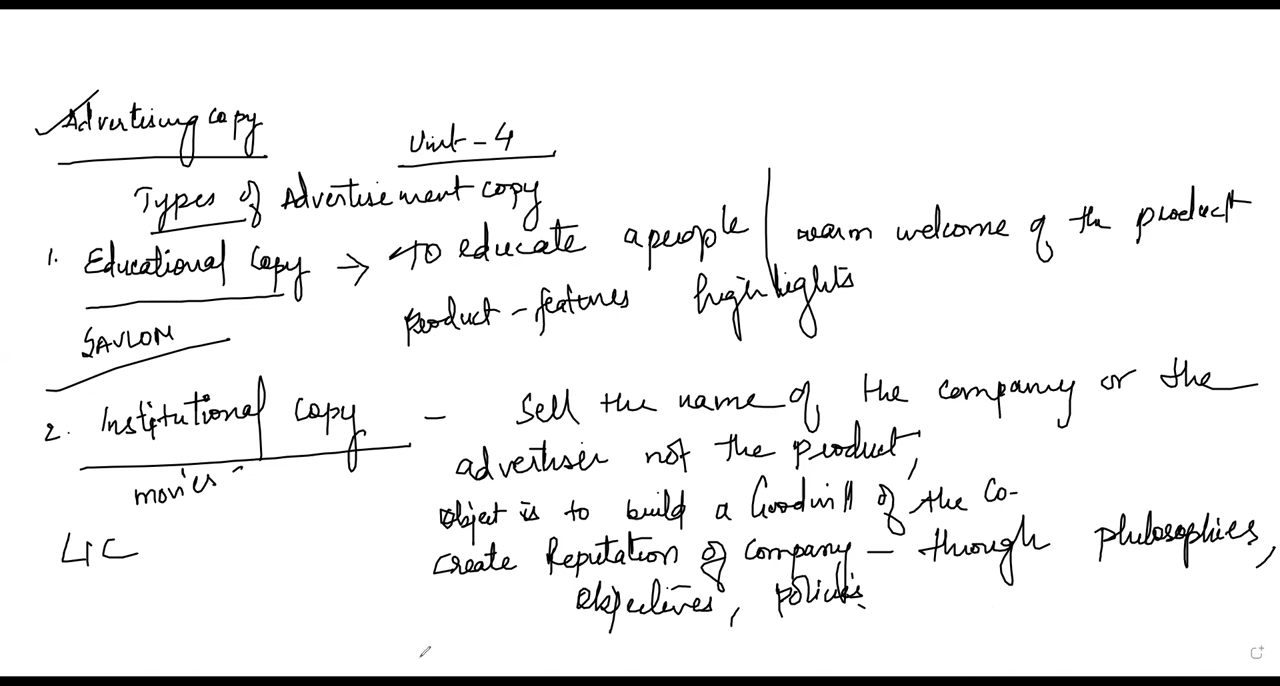 Advertising copy
Unit - 4
Types of Advertisement copy
1. Educational Copy → to educate a people | warm welcome of the product
product - features highlights
SAVLON
2. Institutional copy - Sell the name of the company or the
advertiser not the product,
movies
object is to build a Goodwill of the Co-
LIC
create Reputation of company - through philosophies,
objectives, policies.